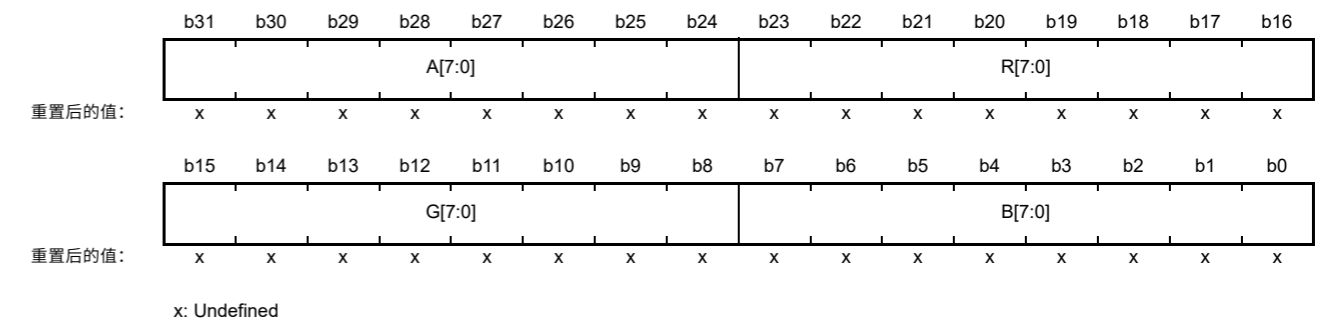 b31 b30 b29 b28 b27 b26 b25 b24 b23 b22 b21 b20 b19 b18 b17 b16
A[7:0] R[7:0]
重置后的值： x x x x x x x x x x x x x x x x
b15 b14 b13 b12 b11 b10 b9 b8 b7 b6 b5 b4 b3 b2 b1 b0
G[7:0] B[7:0]
重置后的值： x x x x x x x x x x x x x x x x
x: Undefined